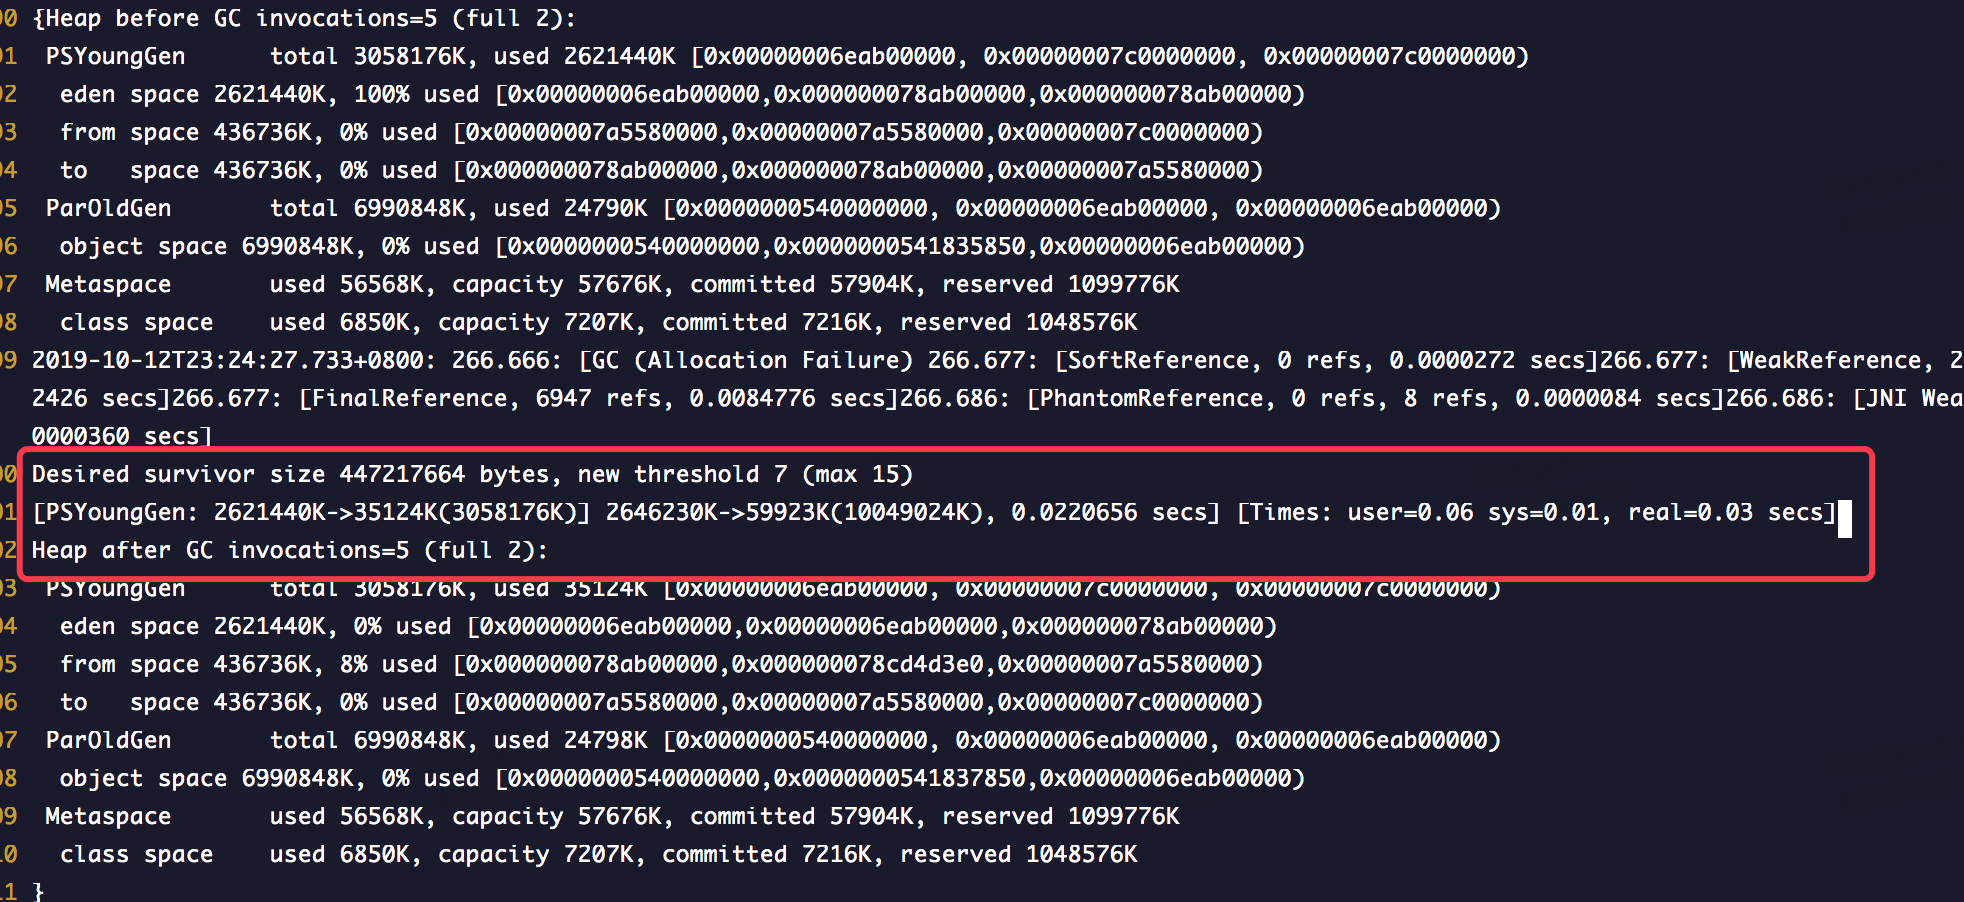 00 {Heap before GC invocations=5 (full 2):
01  PSYoungGen      total 3058176K, used 2621440K [0x00000006eab00000, 0x00000007c0000000, 0x00000007c0000000)
02   eden space 2621440K, 100% used [0x00000006eab00000,0x000000078ab00000,0x000000078ab00000)
03   from space 436736K, 0% used [0x00000007a5580000,0x00000007a5580000,0x00000007c0000000)
04   to   space 436736K, 0% used [0x000000078ab00000,0x000000078ab00000,0x00000007a5580000)
05  ParOldGen       total 6990848K, used 24790K [0x0000000540000000, 0x00000006eab00000, 0x00000006eab00000)
06   object space 6990848K, 0% used [0x0000000540000000,0x0000000541835850,0x00000006eab00000)
07  Metaspace       used 56568K, capacity 57676K, committed 57904K, reserved 1099776K
08   class space    used 6850K, capacity 7207K, committed 7216K, reserved 1048576K
09 2019-10-12T23:24:27.733+0800: 266.666: [GC (Allocation Failure) 266.677: [SoftReference, 0 refs, 0.0000272 secs]266.677: [WeakReference, 2
2426 secs]266.677: [FinalReference, 6947 refs, 0.0084776 secs]266.686: [PhantomReference, 0 refs, 8 refs, 0.0000084 secs]266.686: [JNI Wea
0000360 secs]
00 Desired survivor size 447217664 bytes, new threshold 7 (max 15)
01 [PSYoungGen: 2621440K->35124K(3058176K)] 2646230K->59923K(10049024K), 0.0220656 secs] [Times: user=0.06 sys=0.01, real=0.03 secs]
02 Heap after GC invocations=5 (full 2):
03  PSYoungGen      total 3058176K, used 35124K [0x00000006eab00000, 0x00000007c0000000, 0x00000007c0000000)
04   eden space 2621440K, 0% used [0x00000006eab00000,0x00000006eab00000,0x000000078ab00000)
05   from space 436736K, 8% used [0x000000078ab00000,0x000000078cd4d3e0,0x00000007a5580000)
06   to   space 436736K, 0% used [0x00000007a5580000,0x00000007a5580000,0x00000007c0000000)
07  ParOldGen       total 6990848K, used 24798K [0x0000000540000000, 0x00000006eab00000, 0x00000006eab00000)
08   object space 6990848K, 0% used [0x0000000540000000,0x0000000541837850,0x00000006eab00000)
09  Metaspace       used 56568K, capacity 57676K, committed 57904K, reserved 1099776K
10   class space    used 6850K, capacity 7207K, committed 7216K, reserved 1048576K
11 }